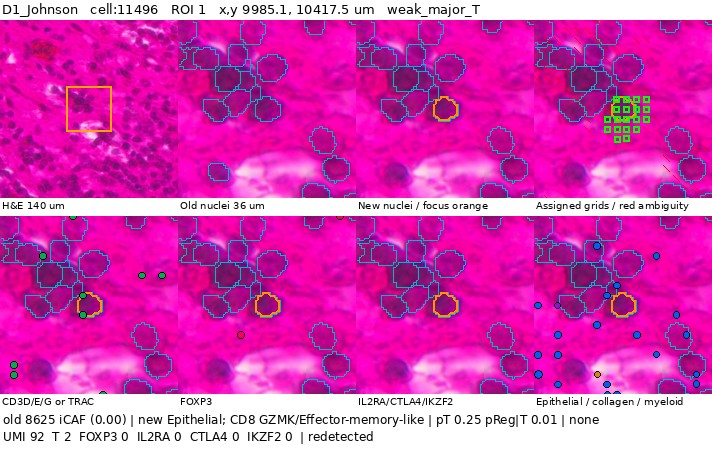 D1_Johnson cell:11496 ROI 1 x,y 9985.1, 10417.5 um weak_major_T
H&E 140 um
Old nuclei 36 um
New nuclei / focus orange
Assigned grids / red ambiguity
CD3D/E/G or TRAC
FOXP3
IL2RA/CTLA4/IKZF2
Epithelial / collagen / myeloid
old 8625 iCAF (0.00) | new Epithelial; CD8 GZMK/Effector-memory-like | pT 0.25 pReg|T 0.01 | none
UMI 92 T 2 FOXP3 0 IL2RA 0 CTLA4 0 IKZF2 0 | redetected